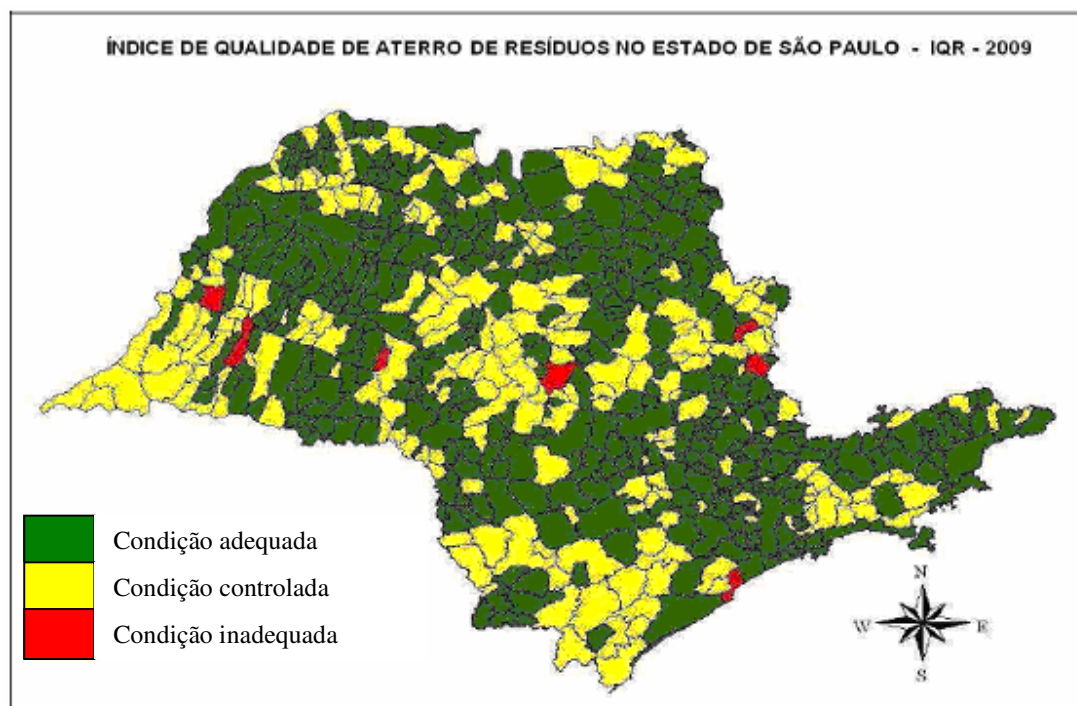 ÍNDICE DE QUALIDADE DE ATERRO DE RESÍDUOS NO ESTADO DE SÃO PAULO - IQR - 2009
Condição adequada
Condição controlada
Condição inadequada
N
W E
S